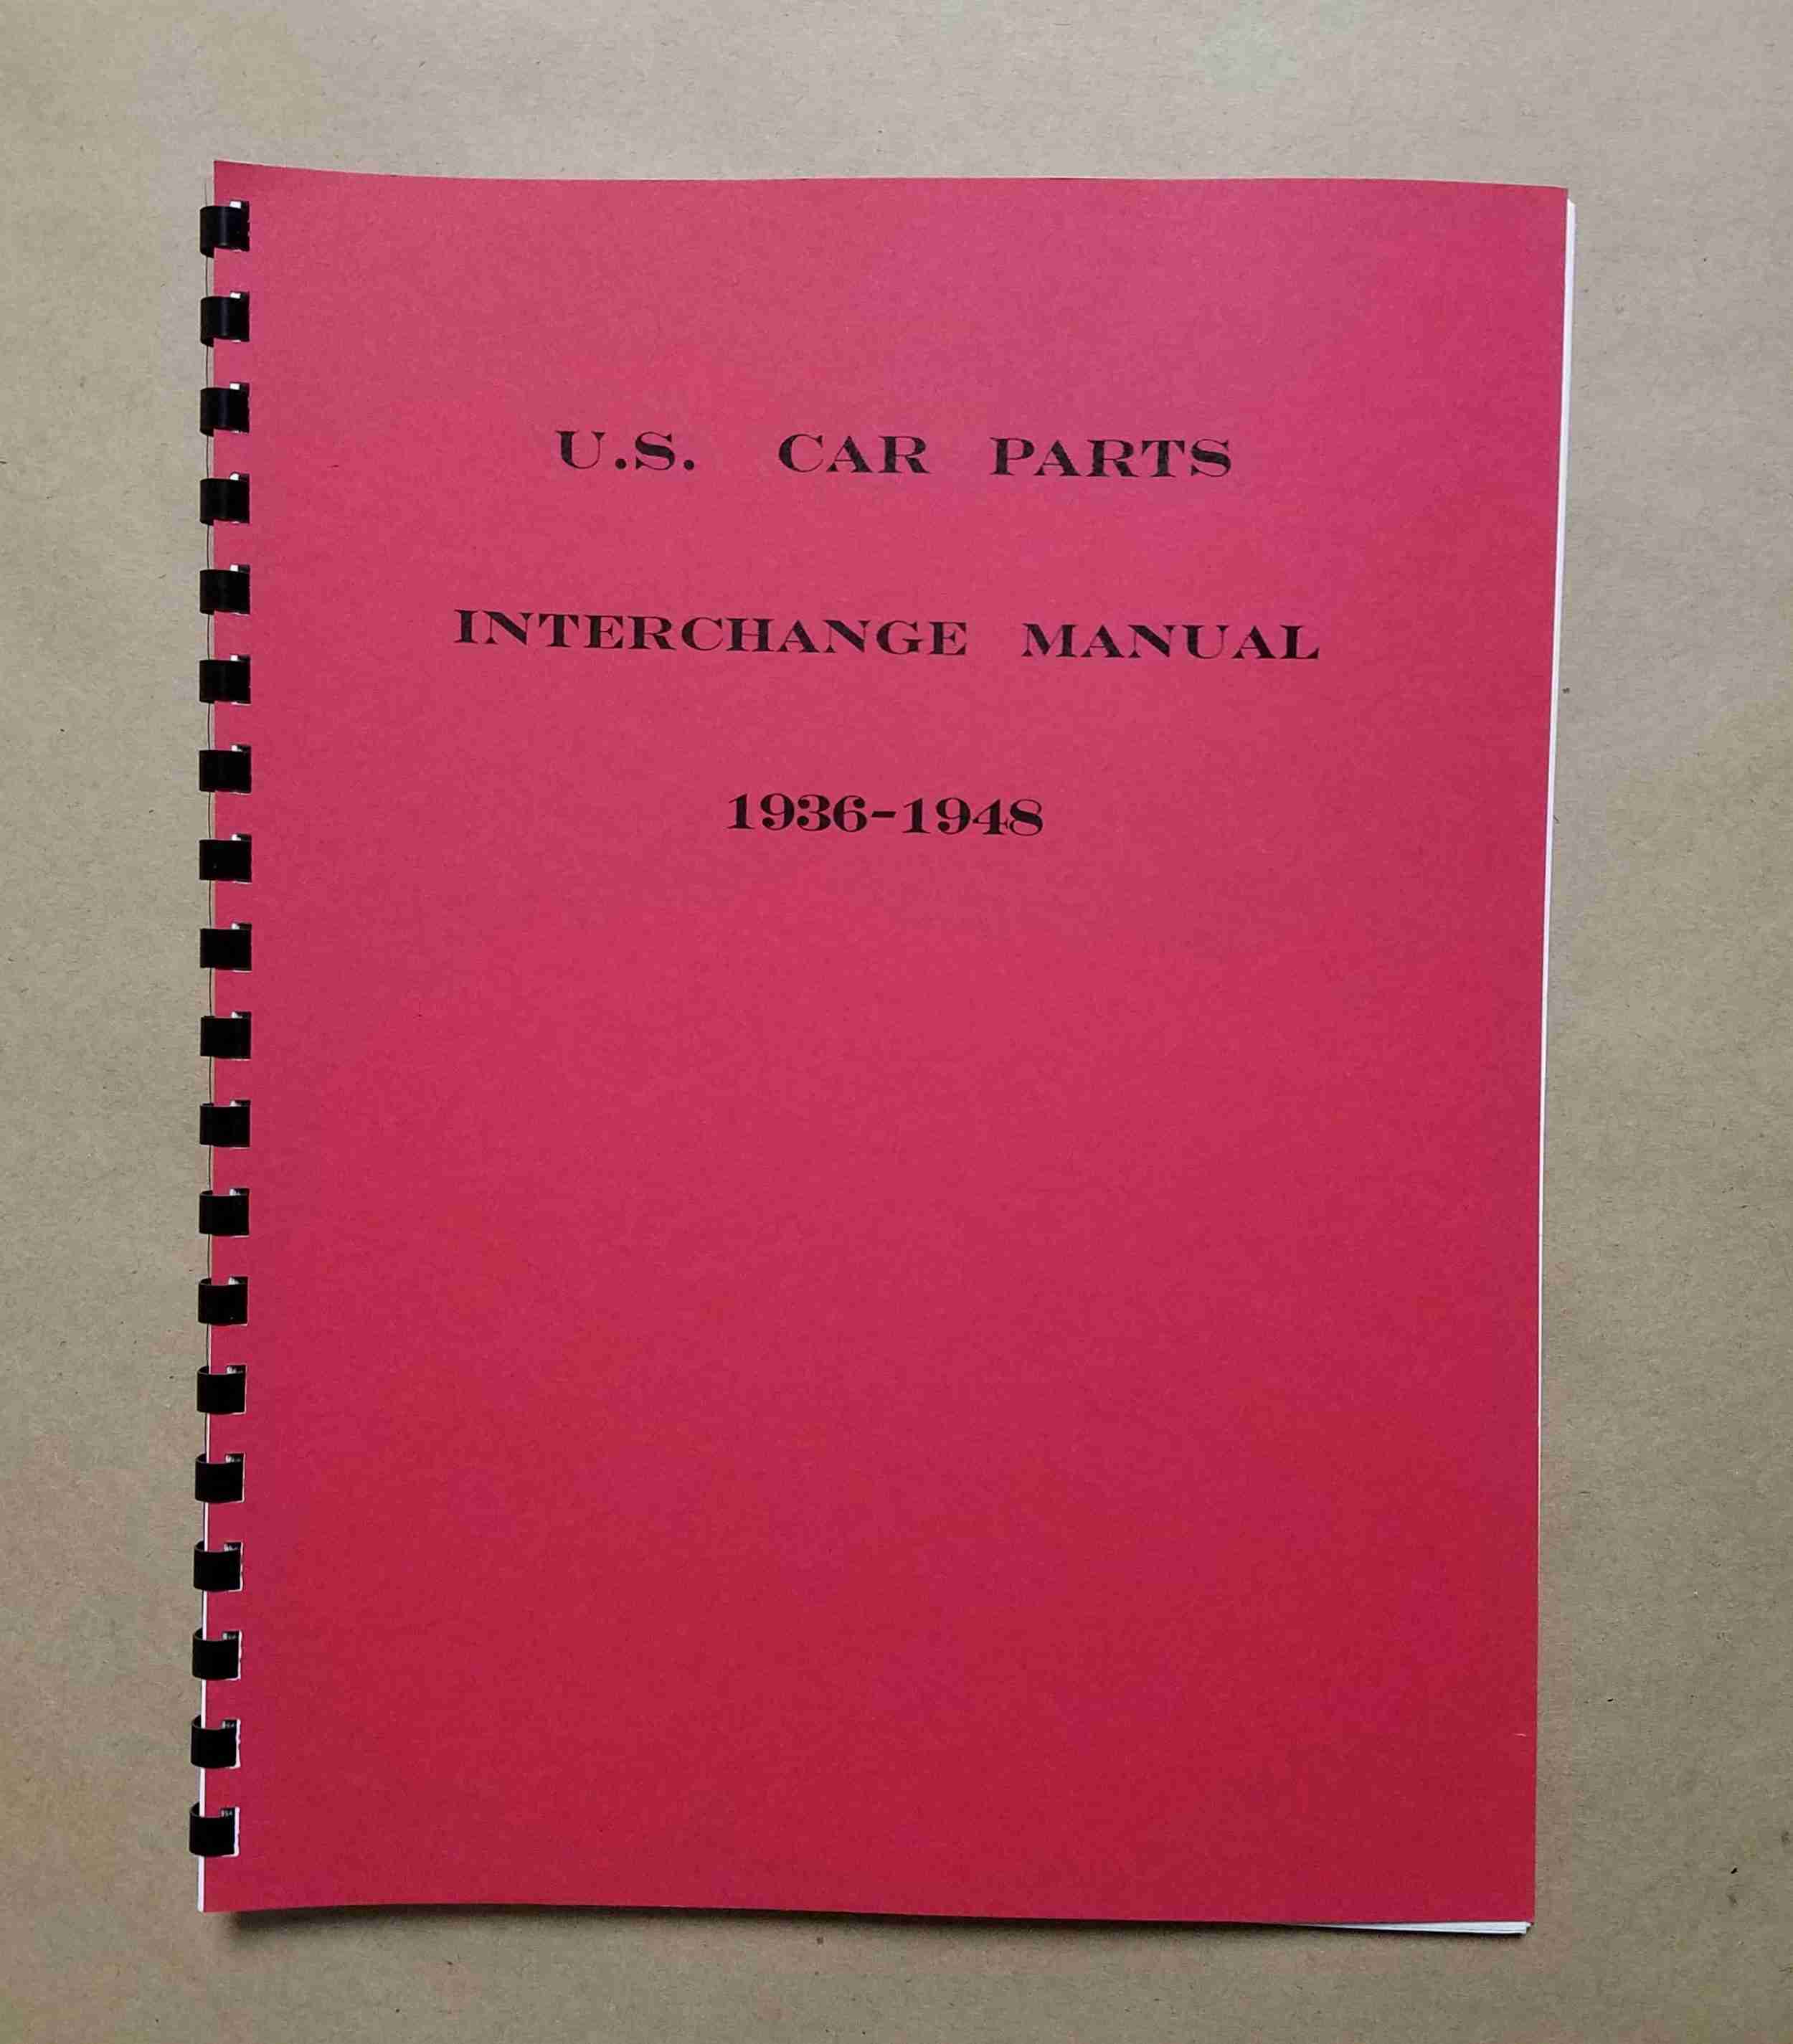 U.S. CAR PARTS
INTERCHANGE MANUAL
1936-1948